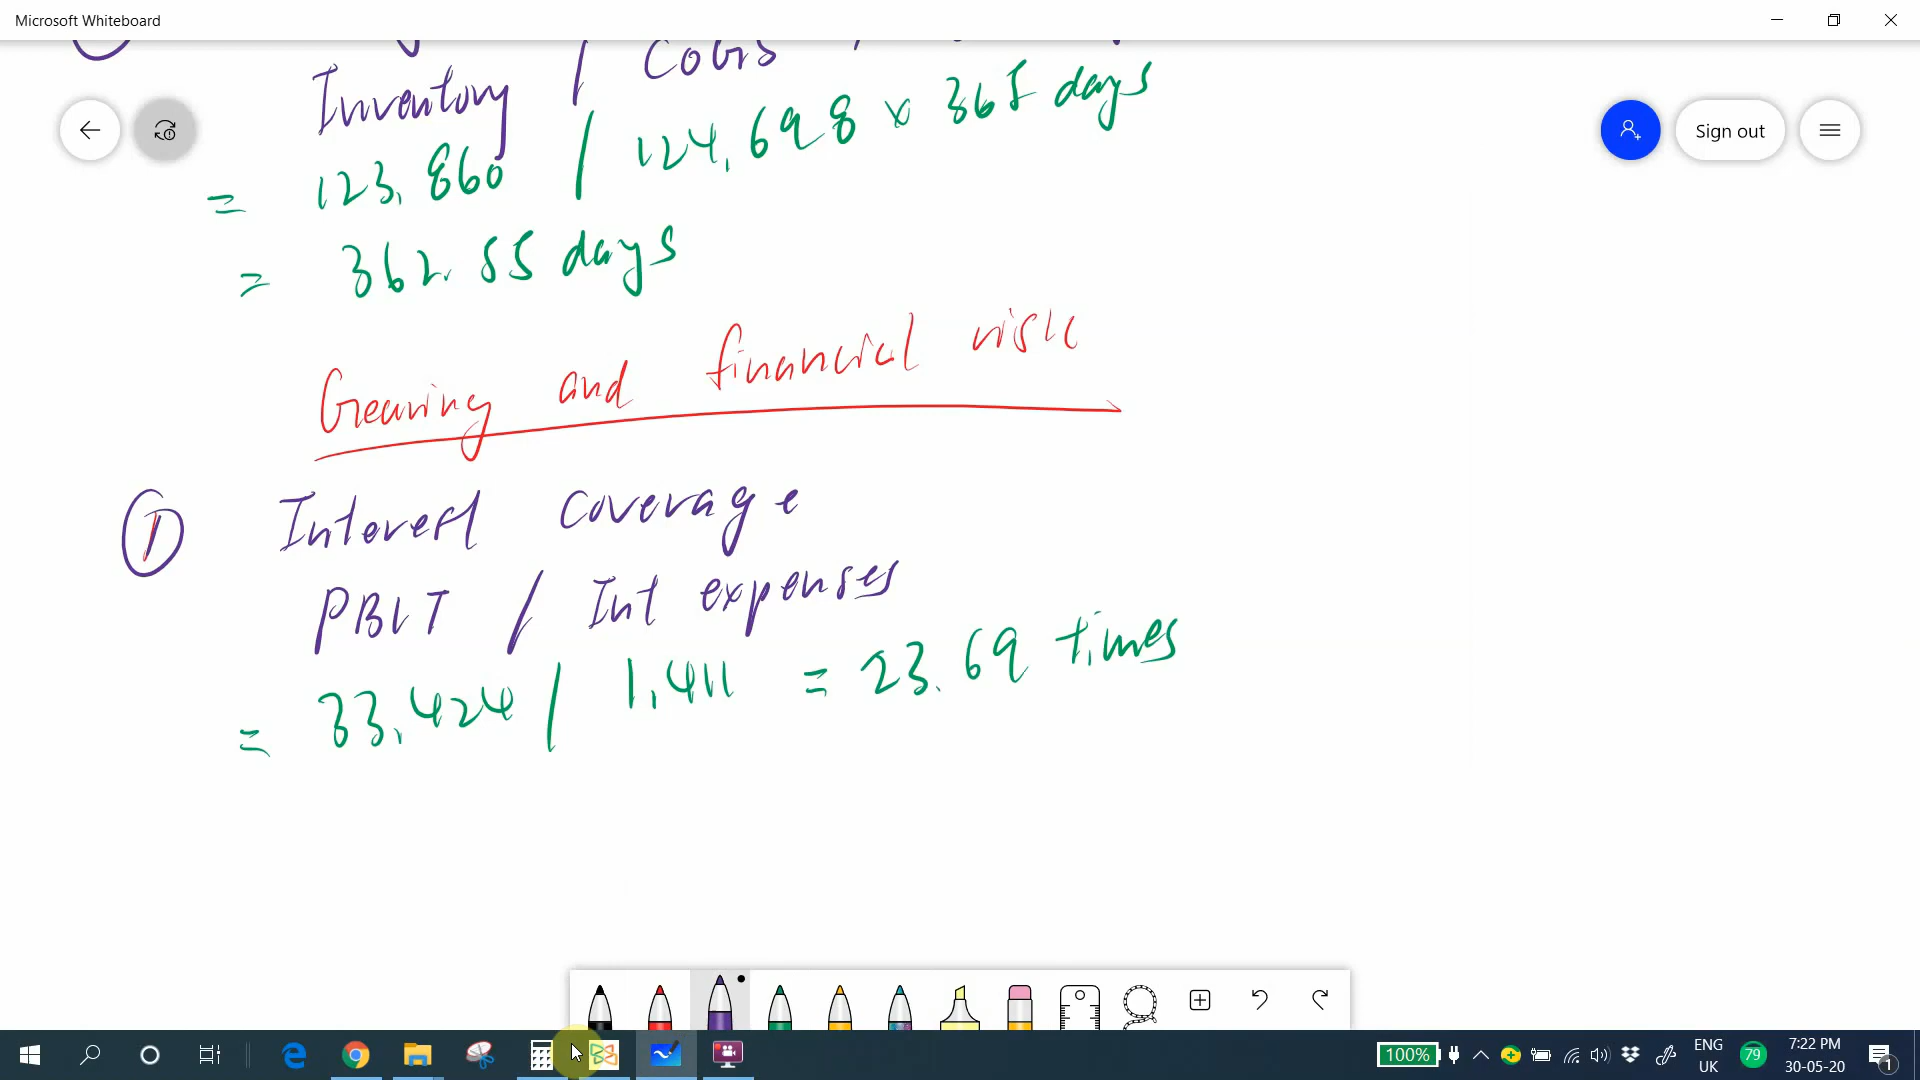 Microsoft Whiteboard
Inventory / COGS
= 123,860 / 124,698 x 365 days
= 362.55 days
Sign out
Gearing and financial risk
1 Interest coverage
PBIT / Int expenses
= 33,424 / 1,411 = 23.69 times
100%
ENG
UK
79
7:22 PM
30-05-20
1